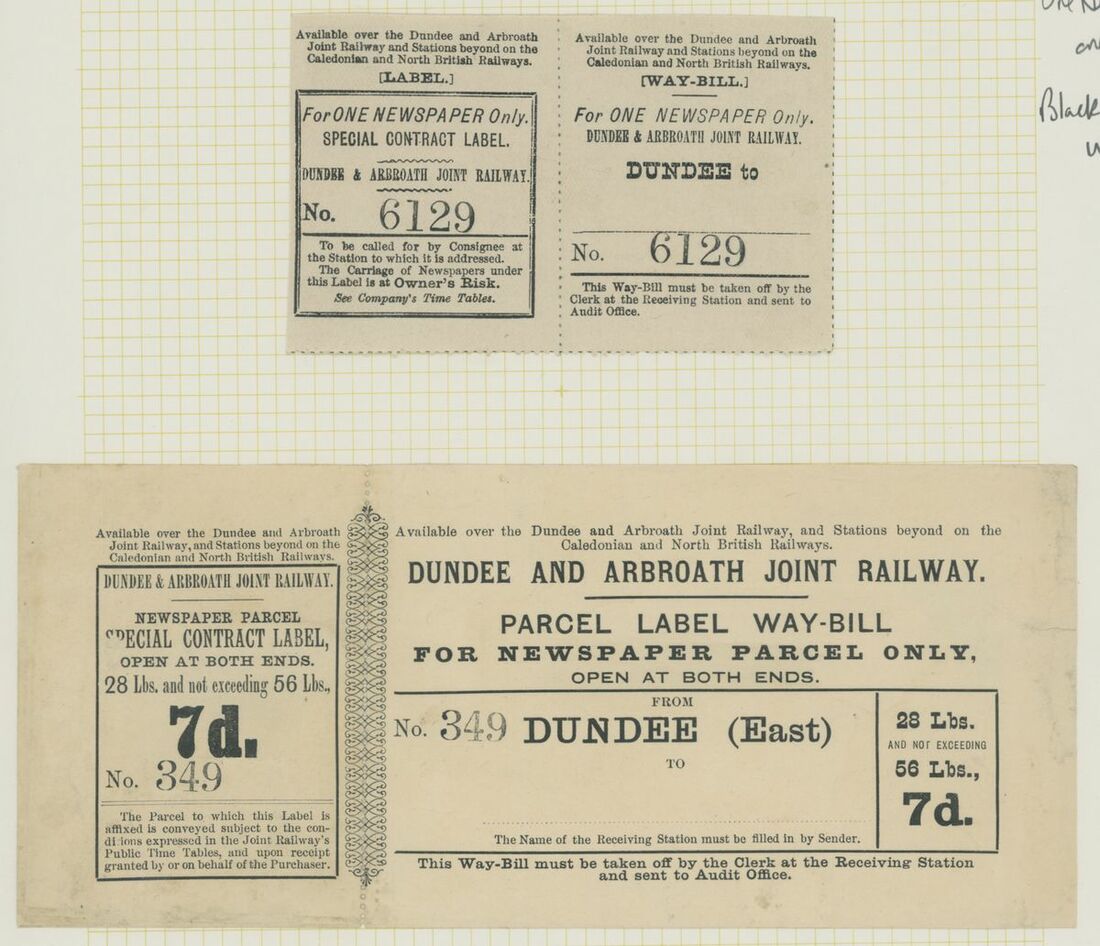 Available over the Dundee and Arbroath
Joint Railway and Stations beyond on the
Caledonian and North British Railways.
[LABEL.]
For ONE NEWSPAPER Only.
SPECIAL CONTRACT LABEL.
DUNDEE & ARBROATH JOINT RAILWAY.
No. 6129
To be called for by Consignee at
the Station to which it is addressed.
The Carriage of Newspapers under
this Label is at Owner's Risk.
See Company's Time Tables.
Available over the Dundee and Arbroath
Joint Railway and Stations beyond on the
Caledonian and North British Railways.
[WAY-BILL.]
For ONE NEWSPAPER Only.
DUNDEE & ARBROATH JOINT RAILWAY.
DUNDEE to
No. 6129
This Way-Bill must be taken off by the
Clerk at the Receiving Station and sent to
Audit Office.
Black
Available over the Dundee and Arbroath
Joint Railway, and Stations beyond on the
Caledonian and North British Railways.
DUNDEE & ARBROATH JOINT RAILWAY.
NEWSPAPER PARCEL
SPECIAL CONTRACT LABEL,
OPEN AT BOTH ENDS.
28 Lbs. and not exceeding 56 Lbs.,
7d.
No. 349
The Parcel to which this Label is
affixed is conveyed subject to the con-
ditions expressed in the Joint Railway's
Public Time Tables, and upon receipt
granted by or on behalf of the Purchaser.
Available over the Dundee and Arbroath Joint Railway, and Stations beyond on the
Caledonian and North British Railways.
DUNDEE AND ARBROATH JOINT RAILWAY.
PARCEL LABEL WAY-BILL
FOR NEWSPAPER PARCEL ONLY,
OPEN AT BOTH ENDS.
FROM
No. 349 DUNDEE (East)
TO
The Name of the Receiving Station must be filled in by Sender.
28 Lbs.
AND NOT EXCEEDING
56 Lbs.,
7d.
This Way-Bill must be taken off by the Clerk at the Receiving Station
and sent to Audit Office.